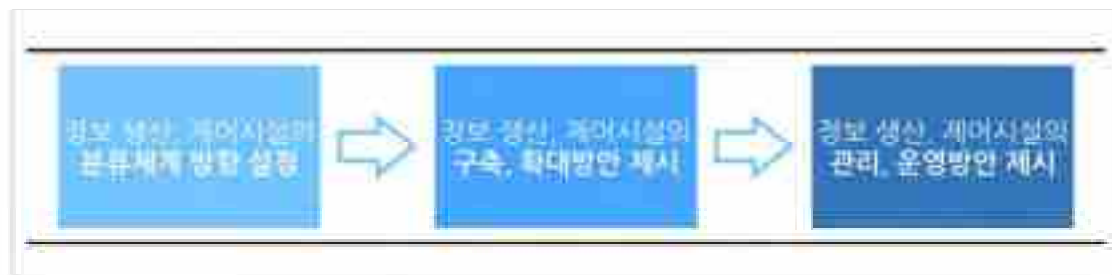 정보 생산, 제어시설의
분류체계 방향 설정
정보 생산, 제어시설의
구축, 확대방안 제시
정보 생산, 제어시설의
관리, 운영방안 제시